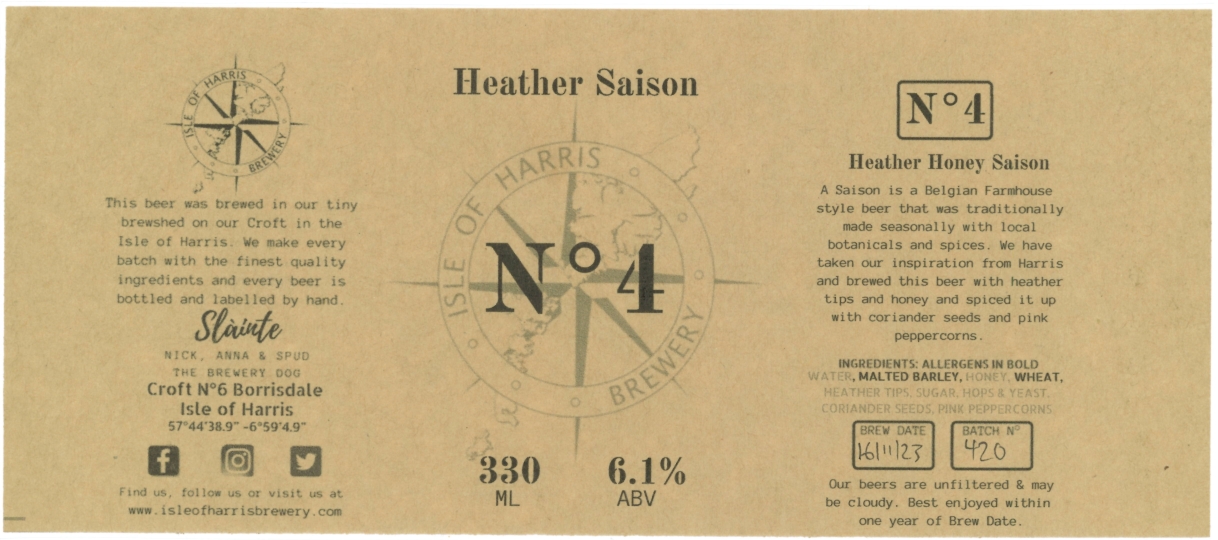 ISLE OF HARRIS
BREWERY
This beer was brewed in our tiny
brewshed on our Croft in the
Isle of Harris. We make every
batch with the finest quality
ingredients and every beer is
bottled and labelled by hand.
Slàinte
NICK, ANNA & SPUD
THE BREWERY DOG
Croft N°6 Borrisdale
Isle of Harris
57°44'38.9" -6°59'4.9"
Find us, follow us or visit us at
www.isleofharrisbrewery.com
Heather Saison
ISLE OF HARRIS
N°4
BREWERY
330
ML
6.1%
ABV
N°4
Heather Honey Saison
A Saison is a Belgian Farmhouse
style beer that was traditionally
made seasonally with local
botanicals and spices. We have
taken our inspiration from Harris
and brewed this beer with heather
tips and honey and spiced it up
with coriander seeds and pink
peppercorns.
INGREDIENTS: ALLERGENS IN BOLD
WATER, MALTED BARLEY, HONEY, WHEAT,
HEATHER TIPS, SUGAR, HOPS & YEAST,
CORIANDER SEEDS, PINK PEPPERCORNS.
BREW DATE
16/11/23
BATCH N°
420
Our beers are unfiltered & may
be cloudy. Best enjoyed within
one year of Brew Date.